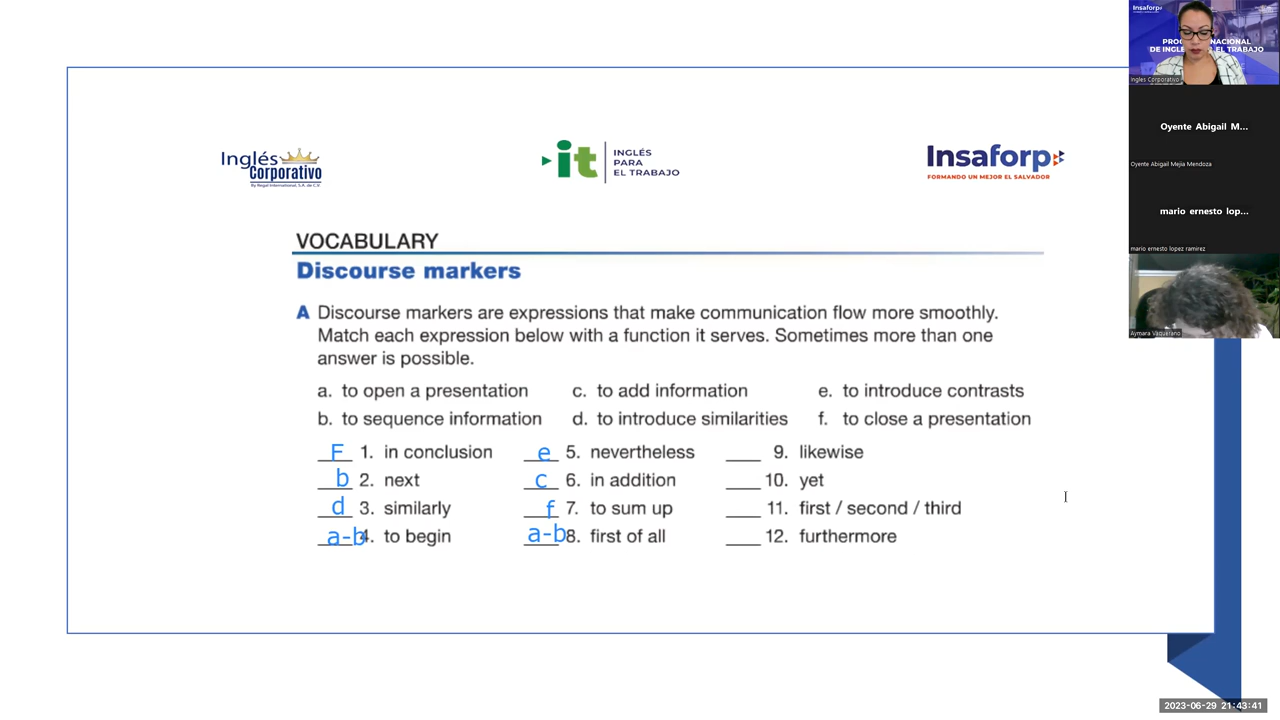 Inglés
Corporativo
By Regal International, S.A. de C.V.
it
INGLÉS
PARA
EL TRABAJO
Insaforp
FORMANDO UN MEJOR EL SALVADOR
VOCABULARY
Discourse markers
A Discourse markers are expressions that make communication flow more smoothly.
Match each expression below with a function it serves. Sometimes more than one
answer is possible.
a. to open a presentation c. to add information e. to introduce contrasts
b. to sequence information d. to introduce similarities f. to close a presentation
F 1. in conclusion e 5. nevertheless ____ 9. likewise
b 2. next c 6. in addition ____ 10. yet
d 3. similarly f 7. to sum up ____ 11. first / second / third
a-b 4. to begin a-b 8. first of all ____ 12. furthermore
Insaforp
Ingles Corporativo
Oyente Abigail M...
Oyente Abigail Mejia Mendoza
mario ernesto lop...
mario ernesto lopez ramirez
Aymara Vaquerano
2023-06-29 21:43:41